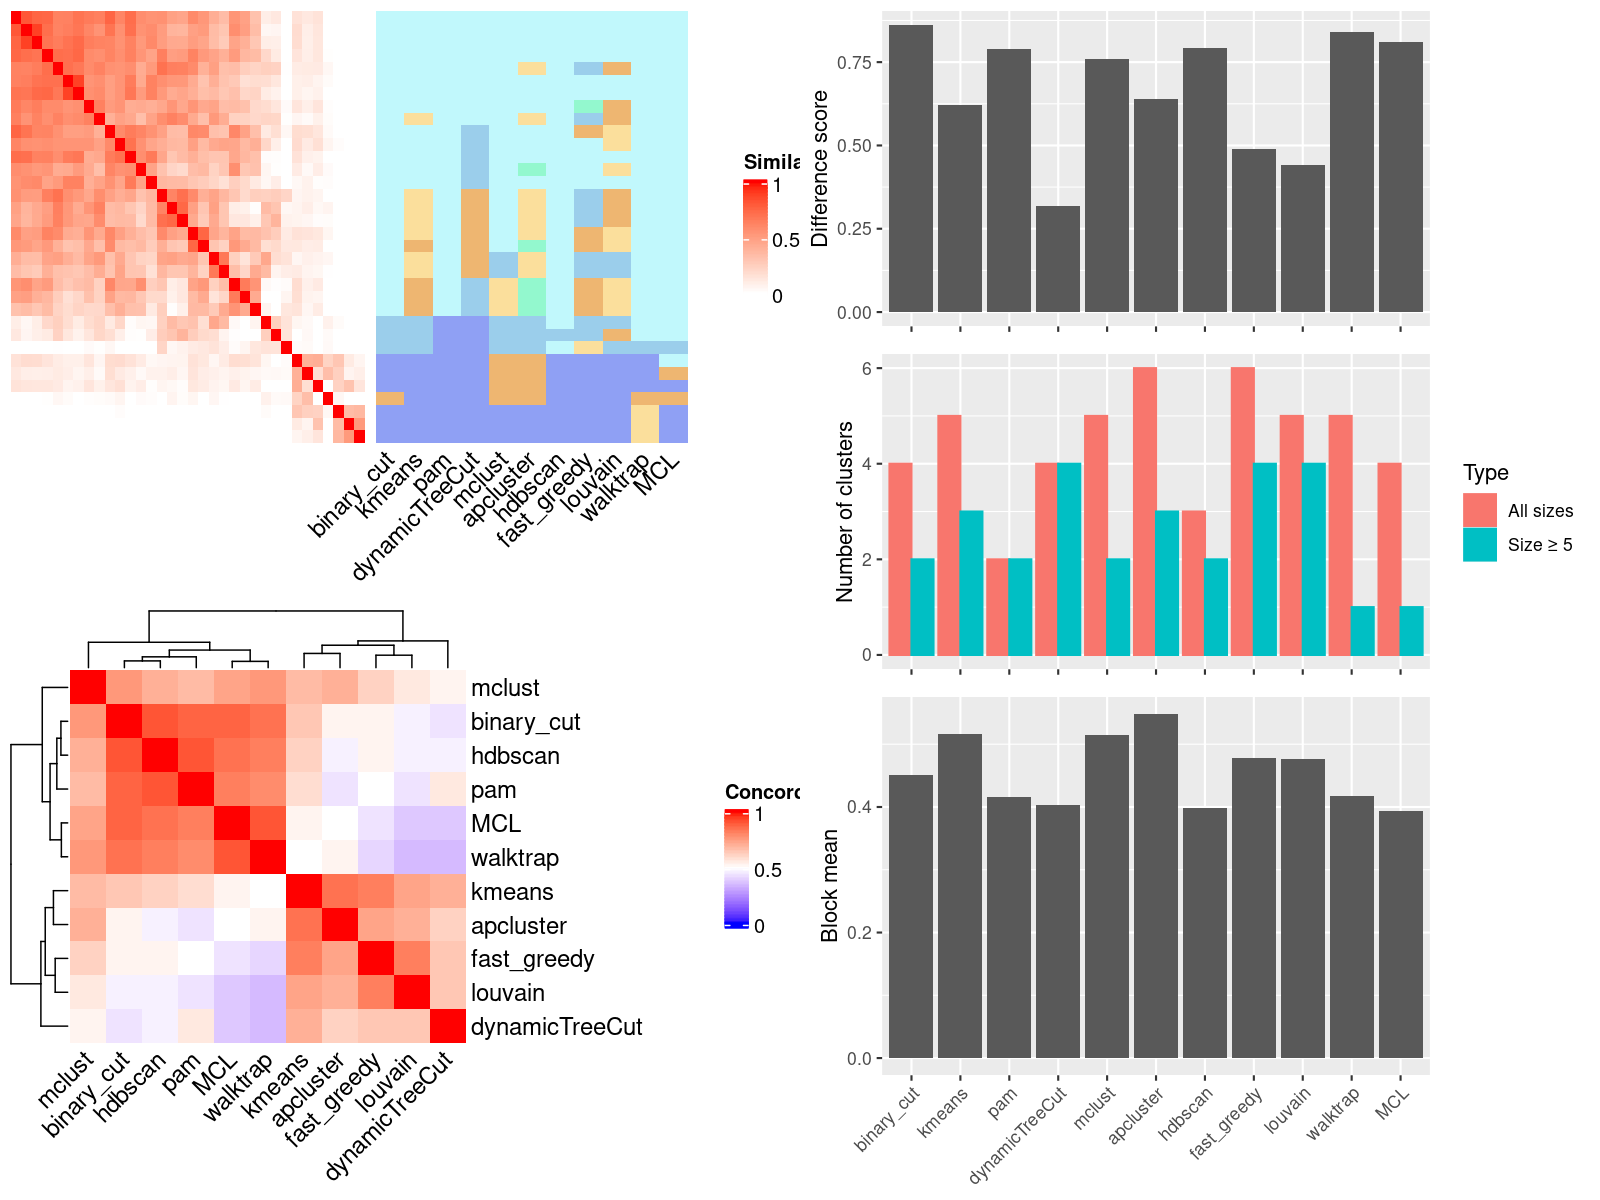 Simila
1
0.5
0
binary_cut
kmeans
pam
dynamicTreeCut
mclust
apcluster
hdbscan
fast_greedy
louvain
walktrap
MCL
mclust
binary_cut
hdbscan
pam
MCL
walktrap
kmeans
apcluster
fast_greedy
louvain
dynamicTreeCut
mclust
binary_cut
hdbscan
pam
MCL
walktrap
kmeans
apcluster
fast_greedy
louvain
dynamicTreeCut
Concord
1
0.5
0
Difference score
0.75
0.50
0.25
0.00
Number of clusters
6
4
2
0
Type
All sizes
Size ≥ 5
Block mean
0.4
0.2
0.0
binary_cut
kmeans
pam
dynamicTreeCut
mclust
apcluster
hdbscan
fast_greedy
louvain
walktrap
MCL